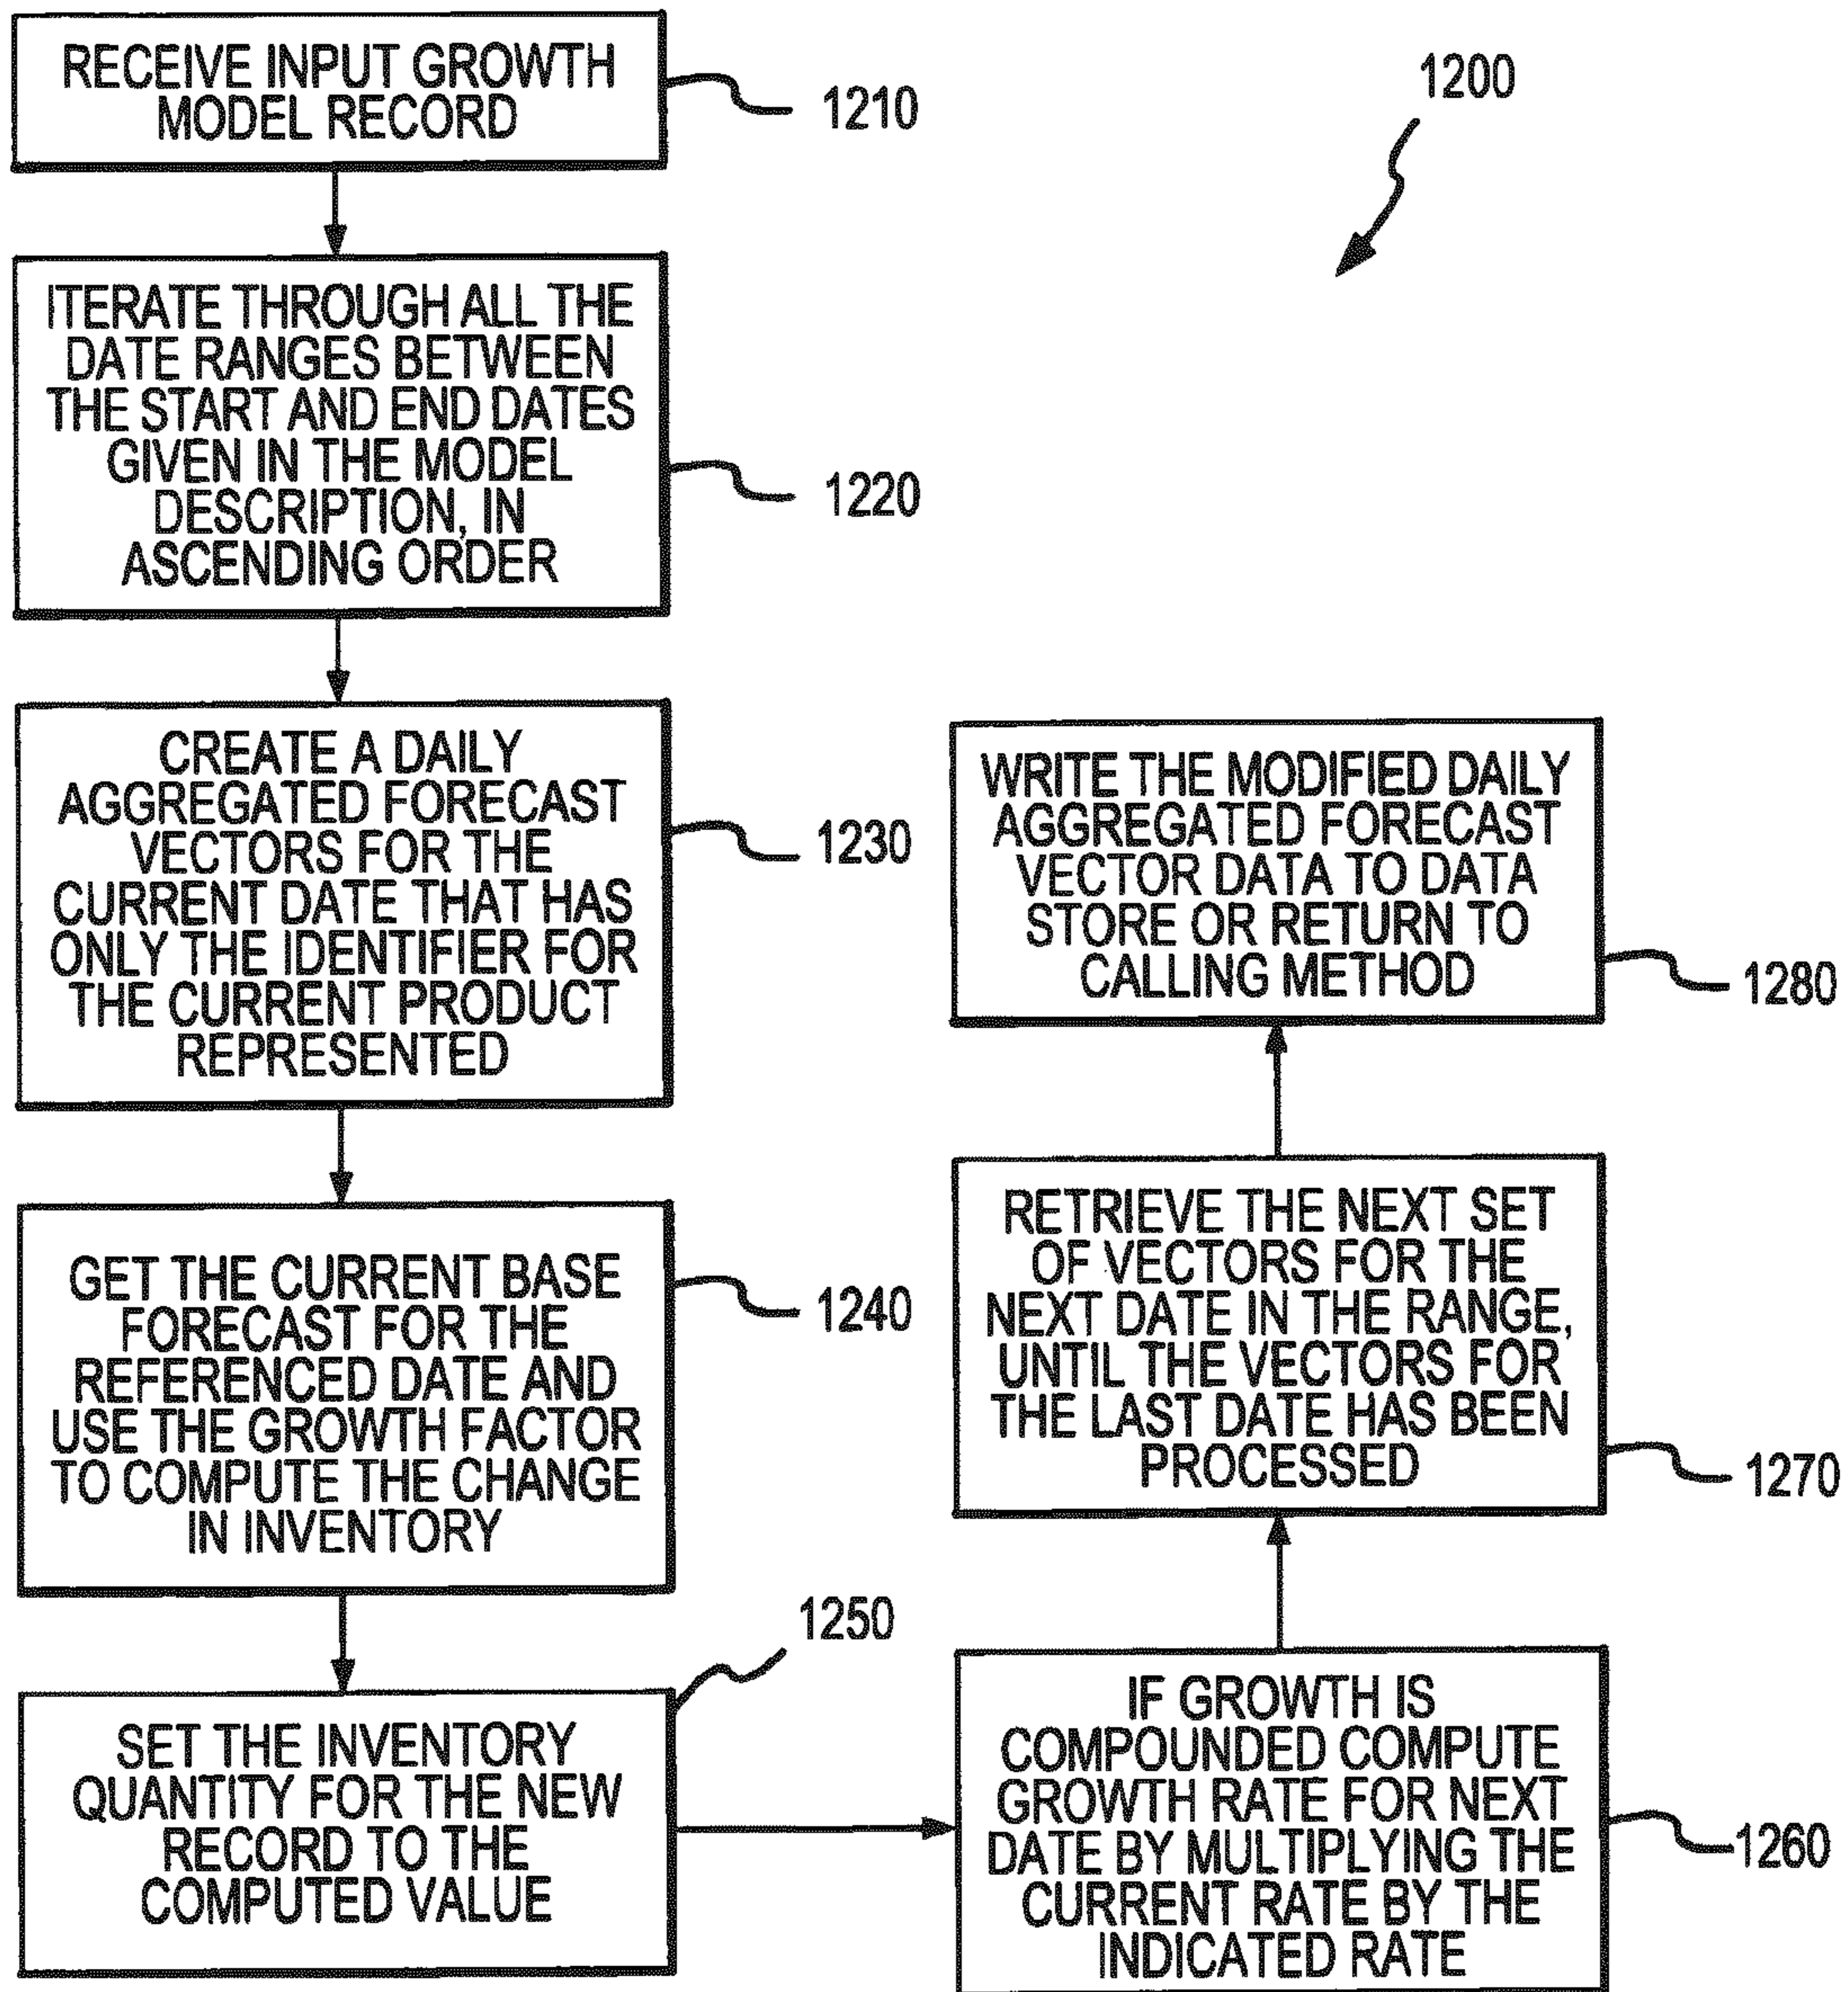 RECEIVE INPUT GROWTH
MODEL RECORD
1210
1200
ITERATE THROUGH ALL THE
DATE RANGES BETWEEN
THE START AND END DATES
GIVEN IN THE MODEL
DESCRIPTION, IN
ASCENDING ORDER
1220
CREATE A DAILY
AGGREGATED FORECAST
VECTORS FOR THE
CURRENT DATE THAT HAS
ONLY THE IDENTIFIER FOR
THE CURRENT PRODUCT
REPRESENTED
1230
GET THE CURRENT BASE
FORECAST FOR THE
REFERENCED DATE AND
USE THE GROWTH FACTOR
TO COMPUTE THE CHANGE
IN INVENTORY
1240
SET THE INVENTORY
QUANTITY FOR THE NEW
RECORD TO THE
COMPUTED VALUE
1250
IF GROWTH IS
COMPOUNDED COMPUTE
GROWTH RATE FOR NEXT
DATE BY MULTIPLYING THE
CURRENT RATE BY THE
INDICATED RATE
1260
RETRIEVE THE NEXT SET
OF VECTORS FOR THE
NEXT DATE IN THE RANGE,
UNTIL THE VECTORS FOR
THE LAST DATE HAS BEEN
PROCESSED
1270
WRITE THE MODIFIED DAILY
AGGREGATED FORECAST
VECTOR DATA TO DATA
STORE OR RETURN TO
CALLING METHOD
1280